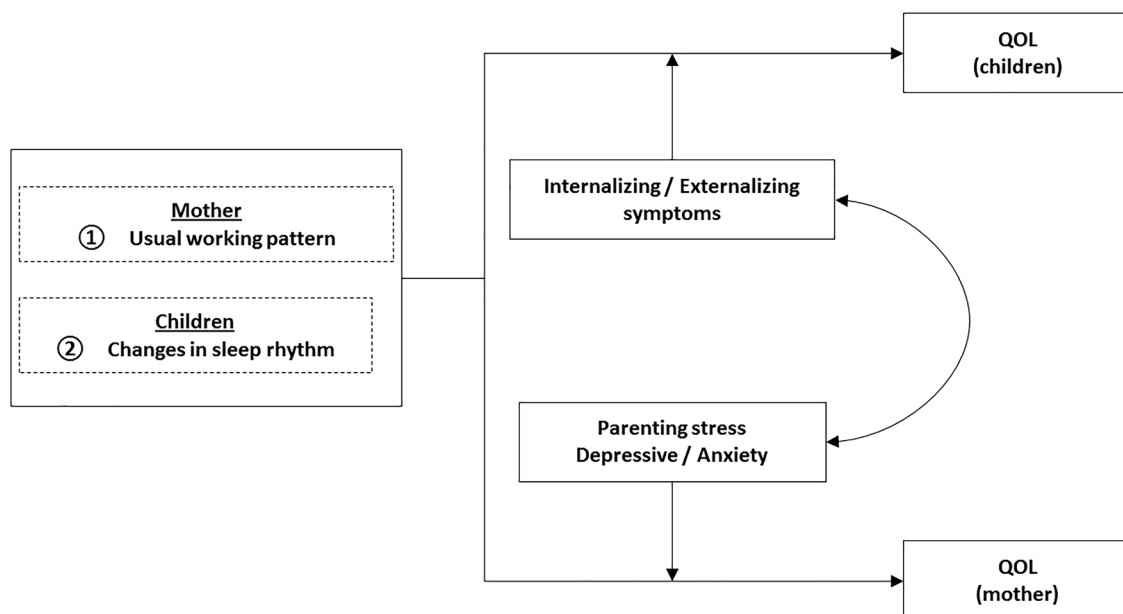 QOL
(children)
Internalizing / Externalizing
symptoms
Mother
① Usual working pattern
Children
② Changes in sleep rhythm
Parenting stress
Depressive / Anxiety
QOL
(mother)